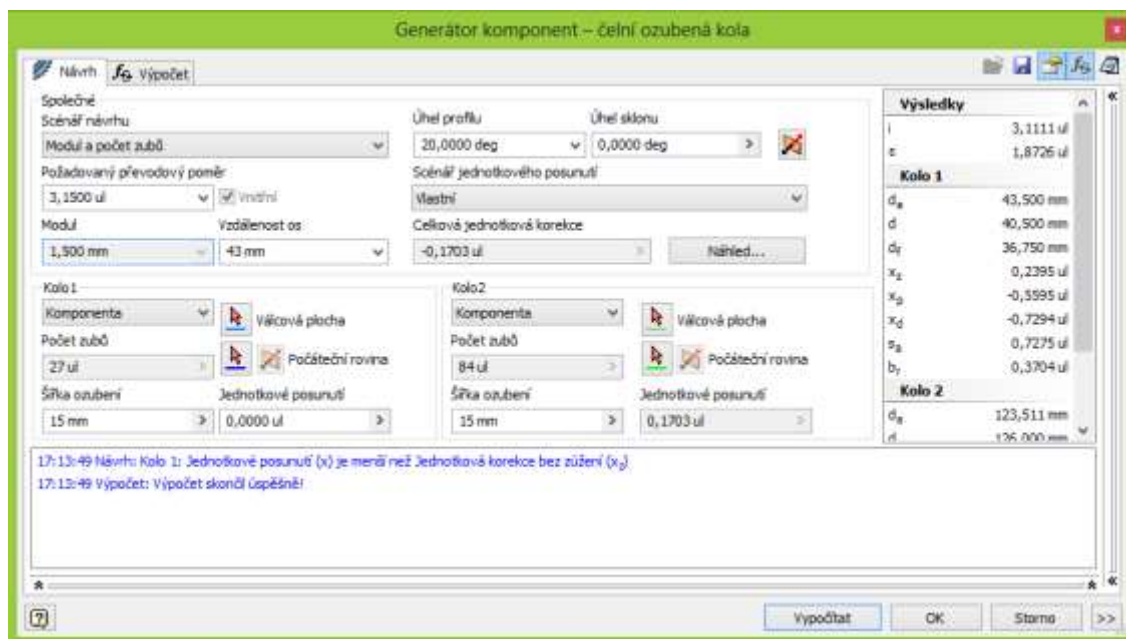 Generátor komponent – čelní ozubená kola
Návrh
Výpočet
Společné
Scénář návrhu
Modul a počet zubů
Úhel profilu
20,0000 deg
Úhel sklonu
0,0000 deg
Požadovaný převodový poměr
3,1500 ul
Vnitřní
Scénář jednotkového posunutí
Vlastní
Modul
1,500 mm
Vzdálenost os
43 mm
Celková jednotková korekce
-0,1703 ul
Náhled...
Kolo1
Komponenta
Válcová plocha
Počet zubů
27 ul
Počáteční rovina
Šířka ozubení
15 mm
Jednotkové posunutí
0,0000 ul
Kolo2
Komponenta
Válcová plocha
Počet zubů
84 ul
Počáteční rovina
Šířka ozubení
15 mm
Jednotkové posunutí
0,1703 ul
Výsledky
i 3,1111 ul
ε 1,8726 ul
Kolo 1
da 43,500 mm
d 40,500 mm
df 36,750 mm
xz 0,2395 ul
xp -0,5595 ul
xd -0,7294 ul
sa 0,7275 ul
br 0,3704 ul
Kolo 2
da 123,511 mm
d 126,000 mm
17:13:49 Návrh: Kolo 1: Jednotkové posunutí (x) je menší než Jednotková korekce bez zúžení (xz)
17:13:49 Výpočet: Výpočet skončil úspěšně!
Vypočítat
OK
Storno
>>